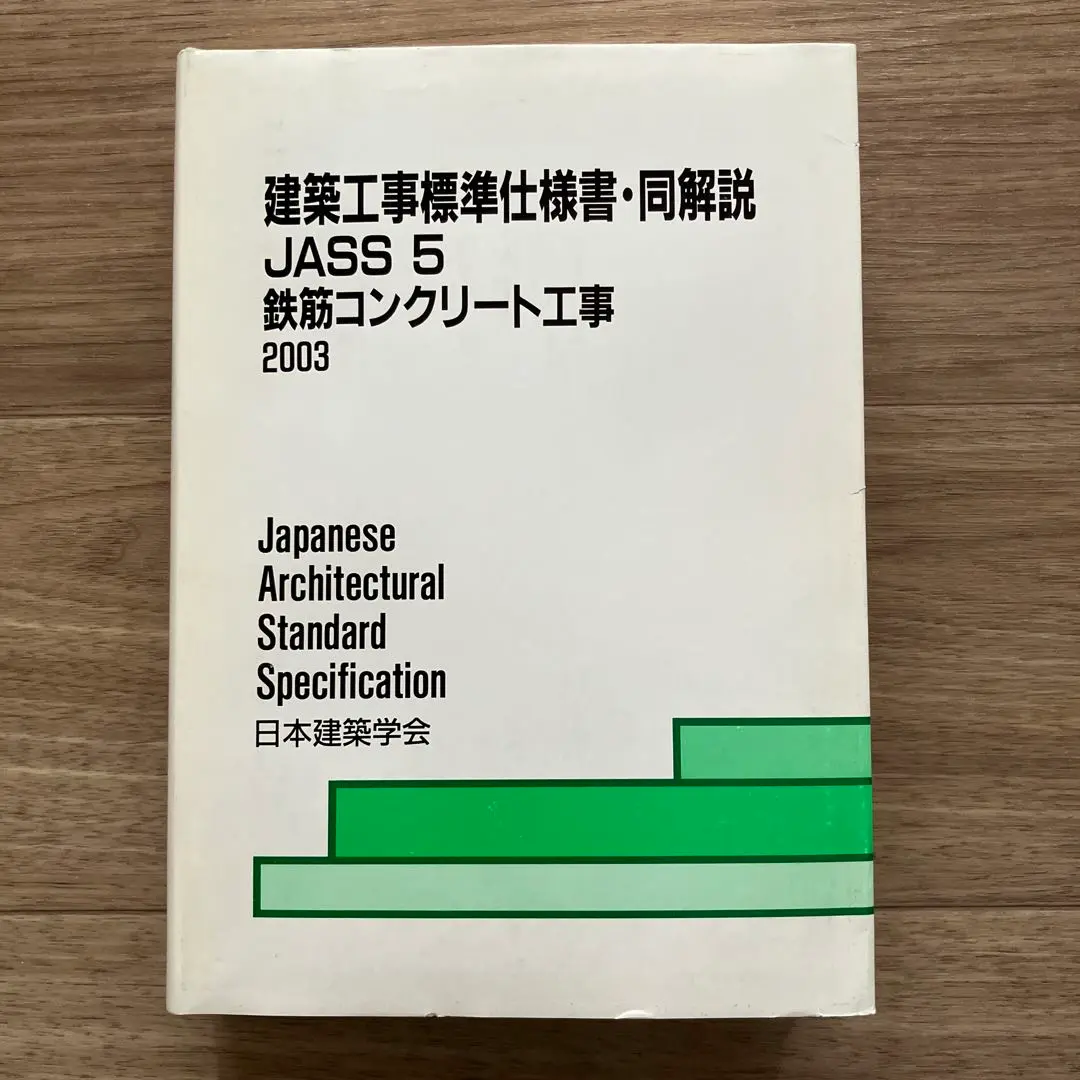 建築工事標準仕様書・同解説
JASS 5
鉄筋コンクリート工事
2003
Japanese
Architectural
Standard
Specification
日本建築学会